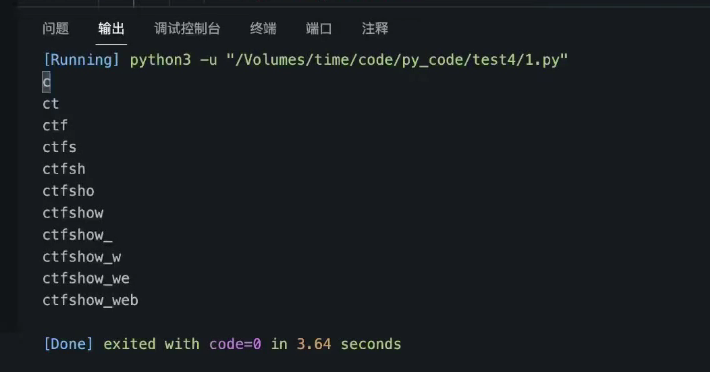 问题 输出 调试控制台 终端 端口 注释
[Running] python3 -u "/Volumes/time/code/py_code/test4/1.py"
c
ct
ctf
ctfs
ctfsh
ctfsho
ctfshow
ctfshow_
ctfshow_w
ctfshow_we
ctfshow_web
[Done] exited with code=0 in 3.64 seconds